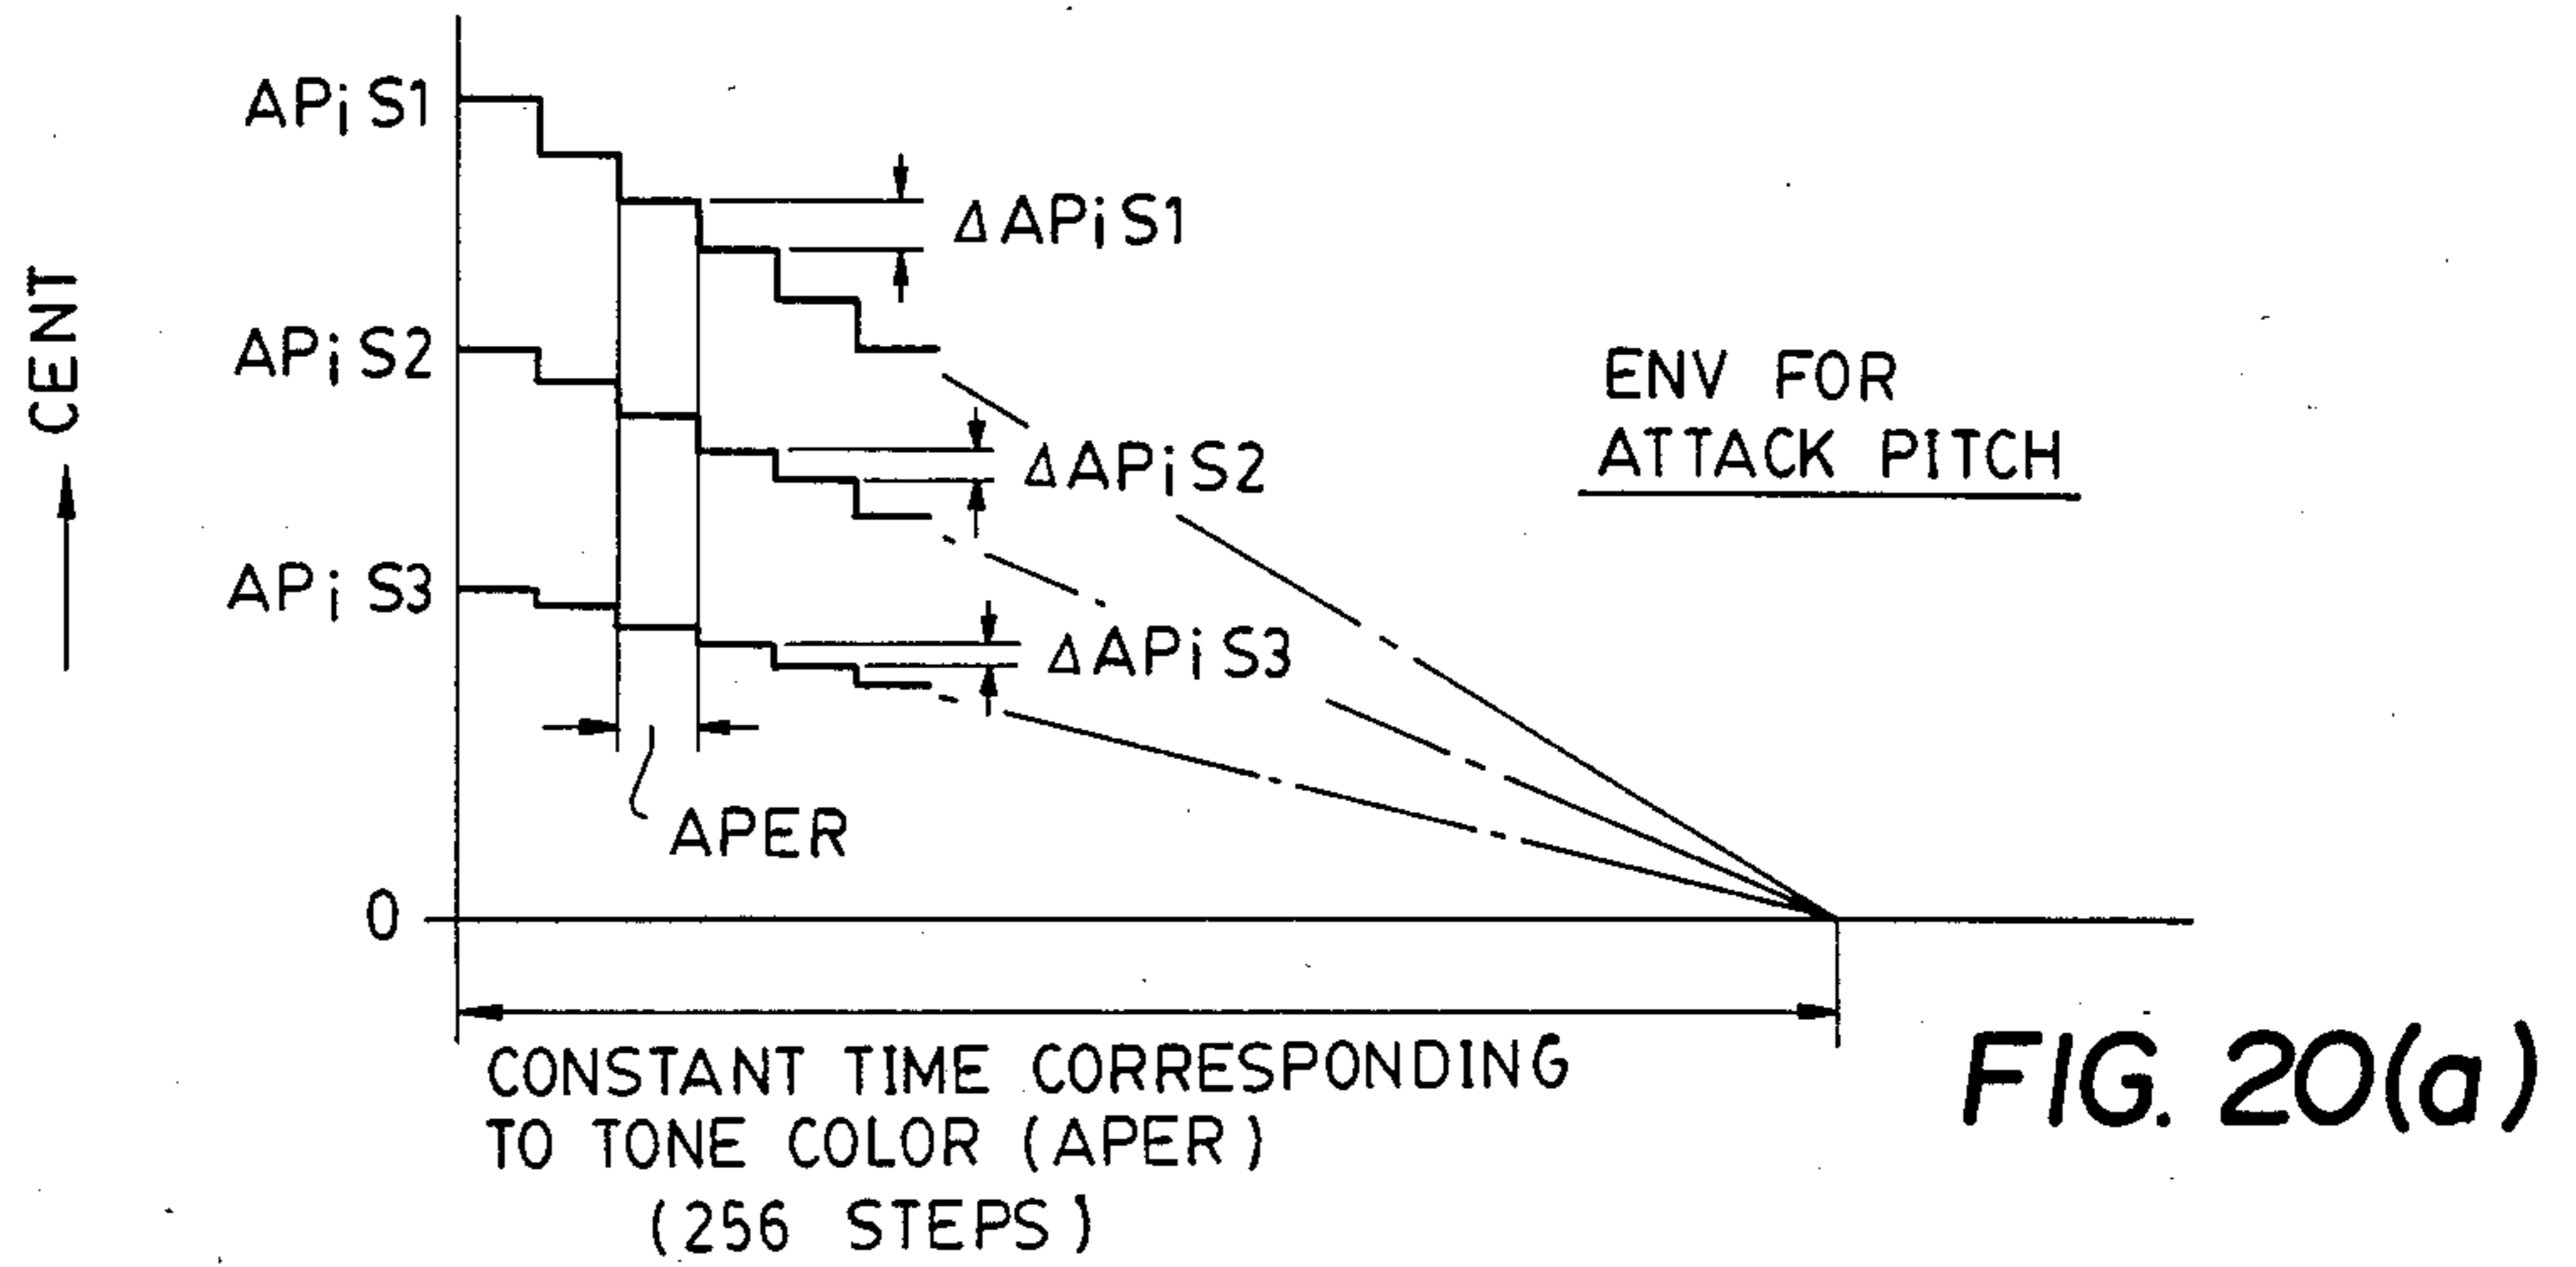 APi S1
ΔAPi S1
CENT
APi S2
ENV FOR
ATTACK PITCH
ΔAPi S2
APi S3
ΔAPi S3
APER
0
CONSTANT TIME CORRESPONDING
TO TONE COLOR (APER)
(256 STEPS)
FIG. 20(a)